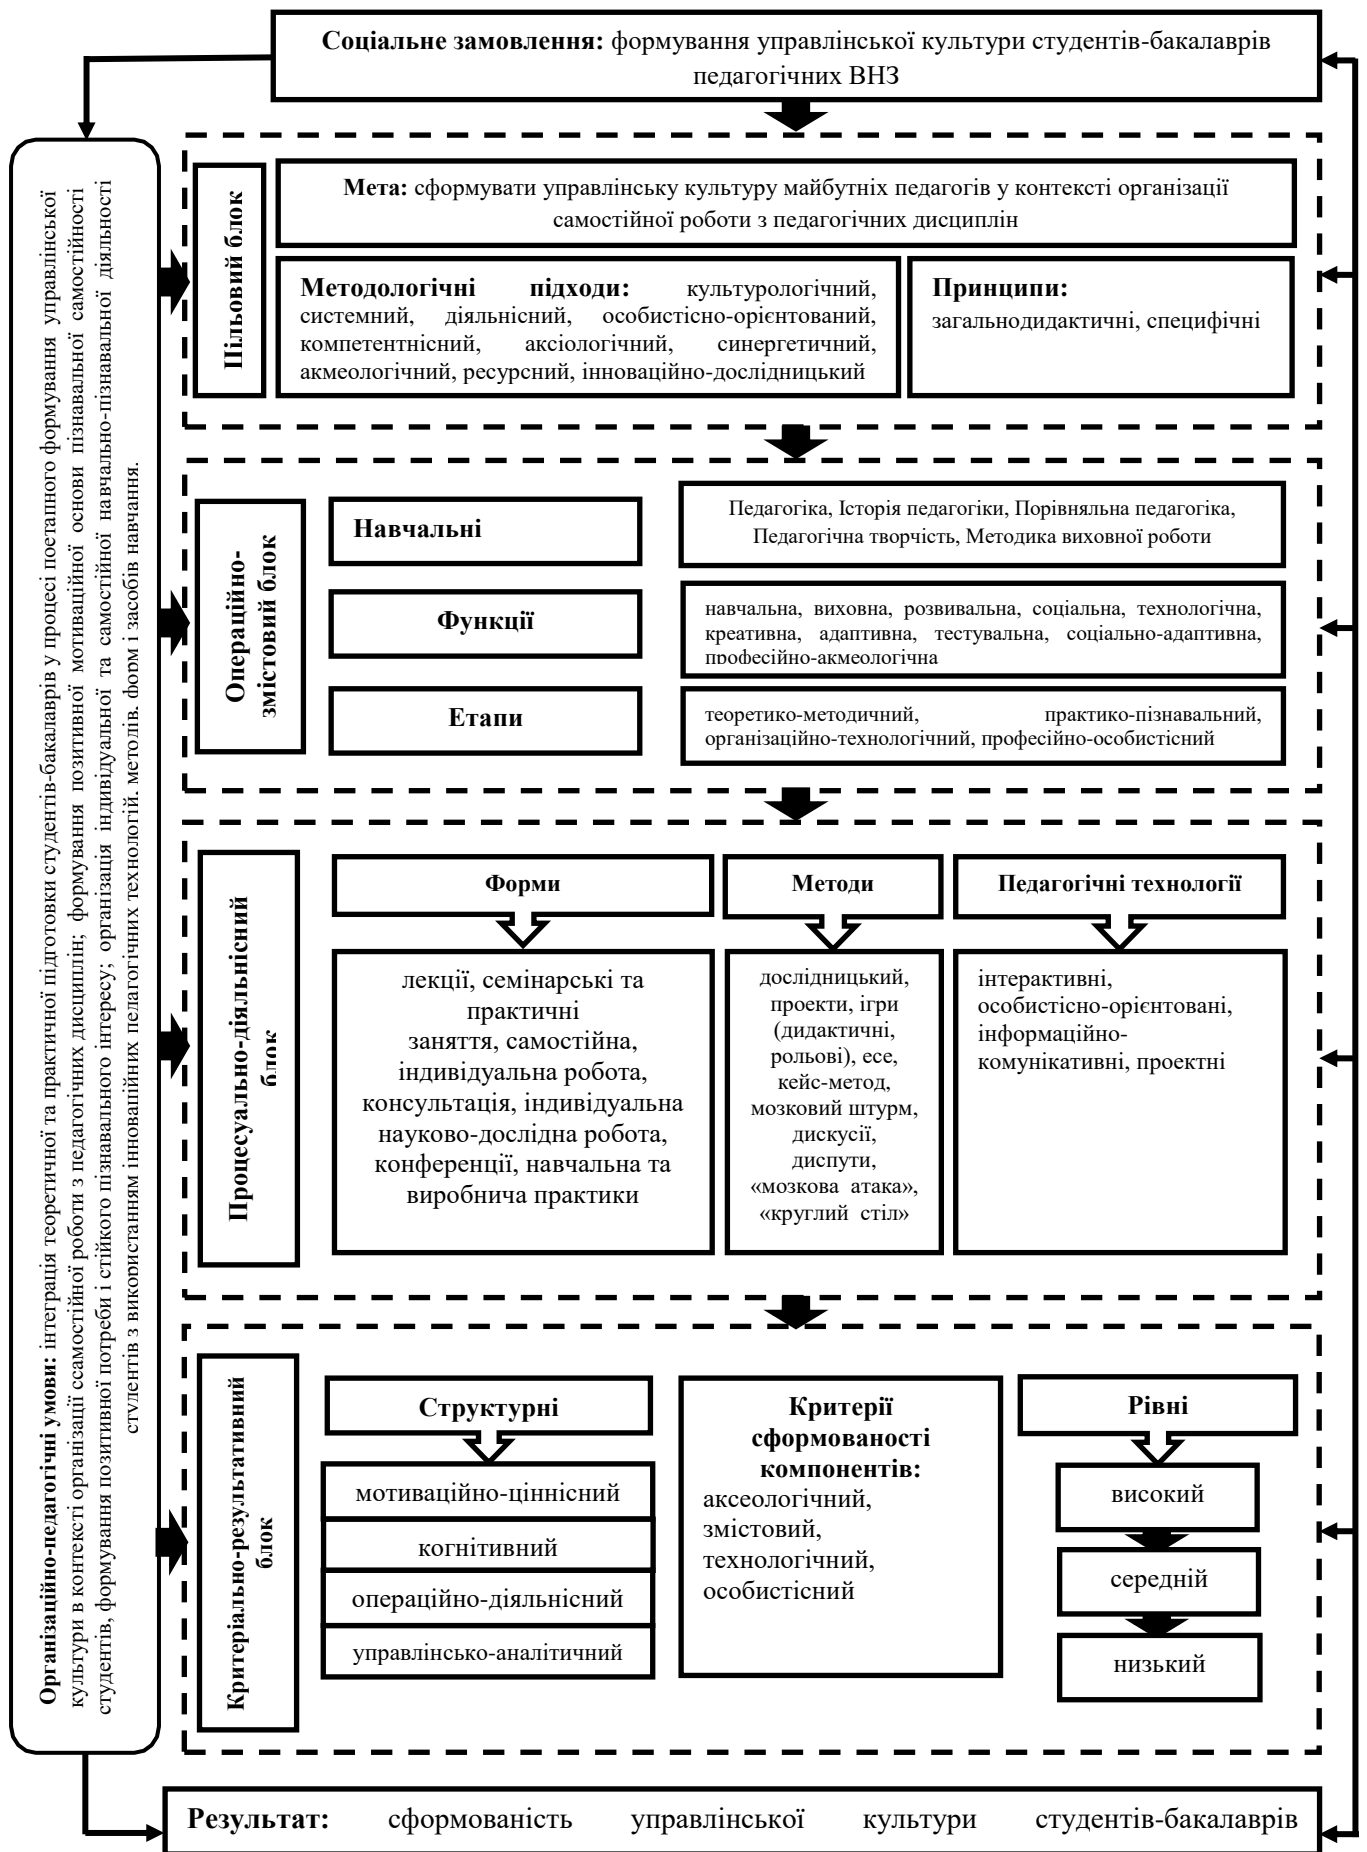 Соціальне замовлення: формування управлінської культури студентів-бакалаврів
педагогічних ВНЗ
Організаційно-педагогічні умови: інтеграція теоретичної та практичної підготовки студентів-бакалаврів у процесі поетапного формування управлінської
культури в контексті організації ссамостійної роботи з педагогічних дисциплін; формування позитивної мотиваційної основи пізнавальної самостійності
студентів, формування позитивної потреби і стійкого пізнавального інтересу; організація індивідуальної та самостійної навчально-пізнавальної діяльності
студентів з використанням інноваційних педагогічних технологій, методів, форм і засобів навчання.
Пільовий блок
Мета: сформувати управлінську культуру майбутніх педагогів у контексті організації
самостійної роботи з педагогічних дисциплін
Методологічні підходи: культурологічний,
системний, діяльнісний, особистісно-орієнтований,
компетентнісний, аксіологічний, синергетичний,
акмеологічний, ресурсний, інноваційно-дослідницький
Принципи:
загальнодидактичні, специфічні
Операційно-
змістовий блок
Навчальні
Педагогіка, Історія педагогіки, Порівняльна педагогіка,
Педагогічна творчість, Методика виховної роботи
Функції
навчальна, виховна, розвивальна, соціальна, технологічна,
креативна, адаптивна, тестувальна, соціально-адаптивна,
професійно-акмеологічна
Етапи
теоретико-методичний, практико-пізнавальний,
організаційно-технологічний, професійно-особистісний
Процесуально-діяльнісний
блок
Форми
лекції, семінарські та
практичні
заняття, самостійна,
індивідуальна робота,
консультація, індивідуальна
науково-дослідна робота,
конференції, навчальна та
виробнича практики
Методи
дослідницький,
проекти, ігри
(дидактичні,
рольові), есе,
кейс-метод,
мозковий штурм,
дискусії,
диспути,
«мозкова атака»,
«круглий стіл»
Педагогічні технології
інтерактивні,
особистісно-орієнтовані,
інформаційно-
комунікативні, проектні
Критеріально-результативний
блок
Структурні
мотиваційно-ціннісний
когнітивний
операційно-діяльнісний
управлінсько-аналітичний
Критерії
сформованості
компонентів:
аксеологічний,
змістовий,
технологічний,
особистісний
Рівні
високий
середній
низький
Результат: сформованість управлінської культури студентів-бакалаврів